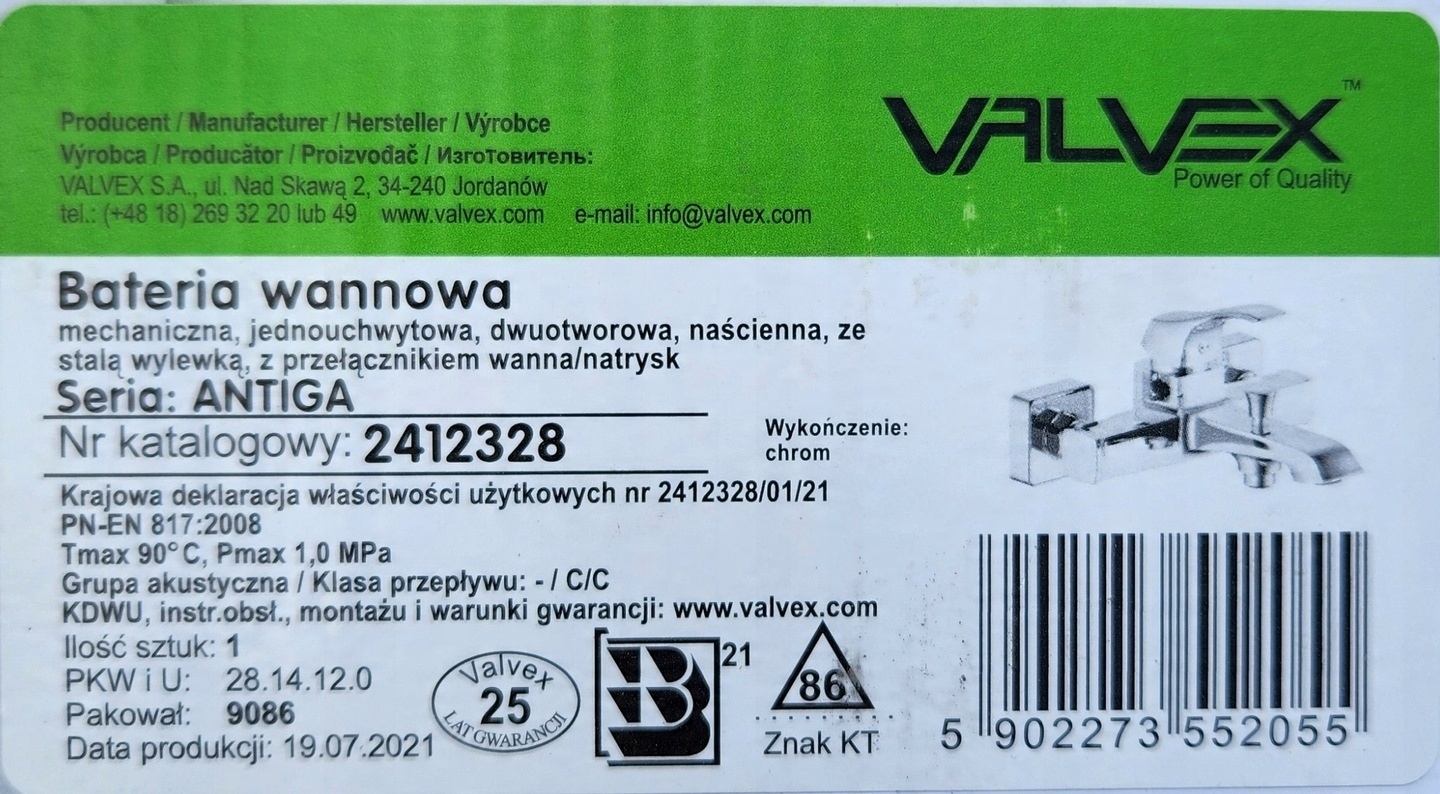 Producent / Manufacturer / Hersteller / Výrobce
Výrobca / Producător / Proizvođač / Изготовитель:
VALVEX S.A., ul. Nad Skawą 2, 34-240 Jordanów
tel.: (+48 18) 269 32 20 lub 49 www.valvex.com e-mail: info@valvex.com
VALVEX™
Power of Quality
Bateria wannowa
mechaniczna, jednouchwytowa, dwuotworowa, naścienna, ze
stałą wylewką, z przełącznikiem wanna/natrysk
Seria: ANTIGA
Nr katalogowy: 2412328
Wykończenie:
chrom
Krajowa deklaracja właściwości użytkowych nr 2412328/01/21
PN-EN 817:2008
Tmax 90°C, Pmax 1,0 MPa
Grupa akustyczna / Klasa przepływu: - / C/C
KDWU, instr.obsł., montażu i warunki gwarancji: www.valvex.com
Ilość sztuk: 1
PKW i U: 28.14.12.0
Pakował: 9086
Data produkcji: 19.07.2021
Valvex
25
LAT GWARANCJI
B 21
86
Znak KT
5 902273 552055